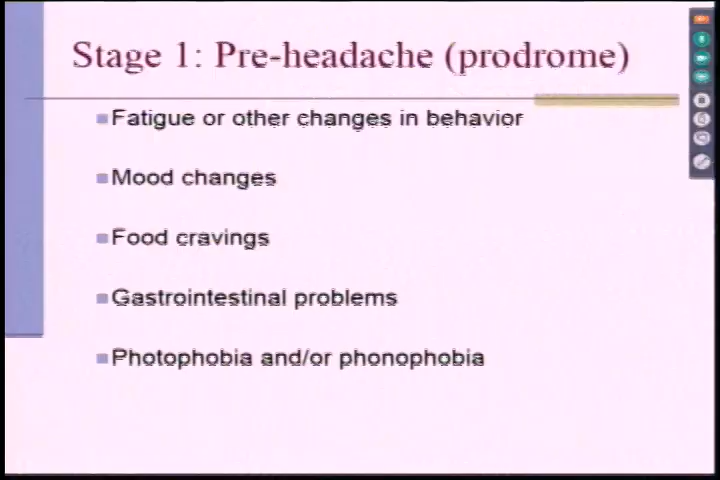 Stage 1: Pre-headache (prodrome)
Fatigue or other changes in behavior
Mood changes
Food cravings
Gastrointestinal problems
Photophobia and/or phonophobia